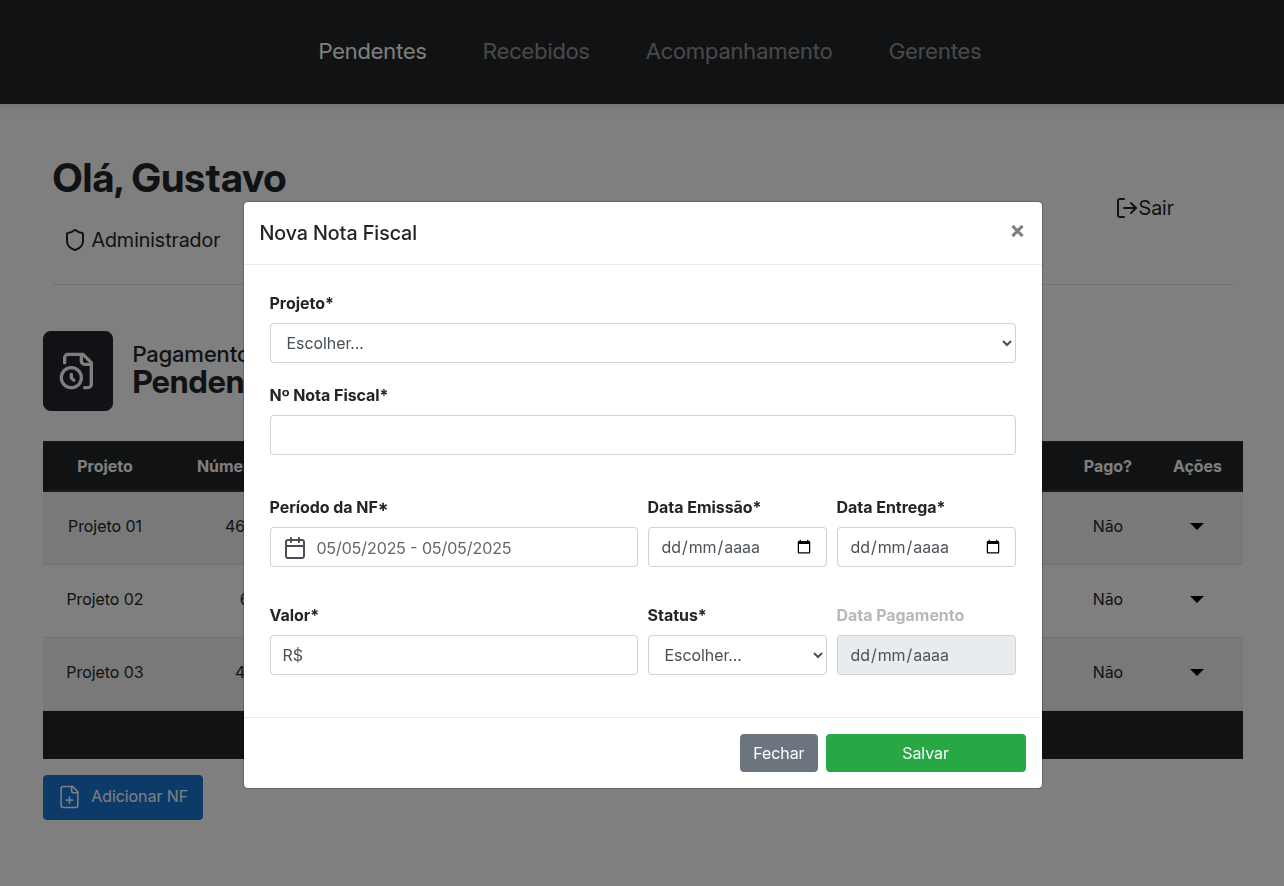 Pendentes Recebidos Acompanhamento Gerentes
Olá, Gustavo
Sair
Administrador
Nova Nota Fiscal ×
Projeto*
Escolher...
Nº Nota Fiscal*
Período da NF* Data Emissão* Data Entrega*
05/05/2025 - 05/05/2025 dd/mm/aaaa dd/mm/aaaa
Valor* Status* Data Pagamento
R$ Escolher... dd/mm/aaaa
Fechar Salvar
Pagamento
Penden
Projeto Núme Pago? Ações
Projeto 01 46 Não
Projeto 02 Não
Projeto 03 4 Não
Adicionar NF